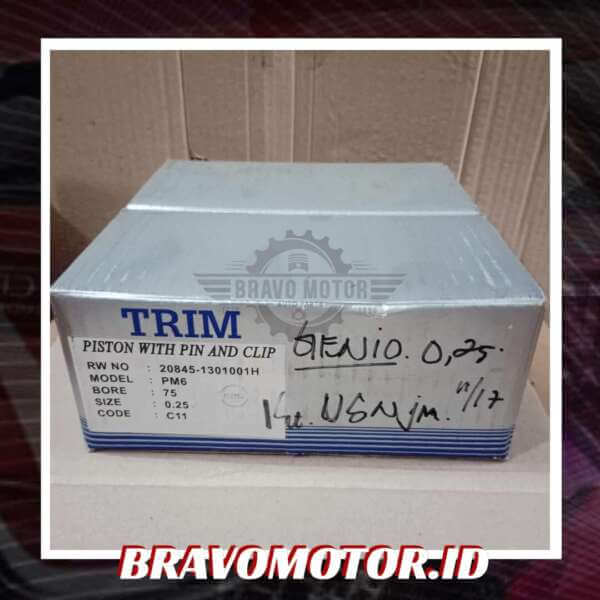 BRAVO MOTOR
TRIM
PISTON WITH PIN AND CLIP
RW NO : 20845-1301001H
MODEL : PM6
BORE : 75
SIZE : 0.25
CODE : C11
GENIO. 0,25.
BRAVOMOTOR.ID